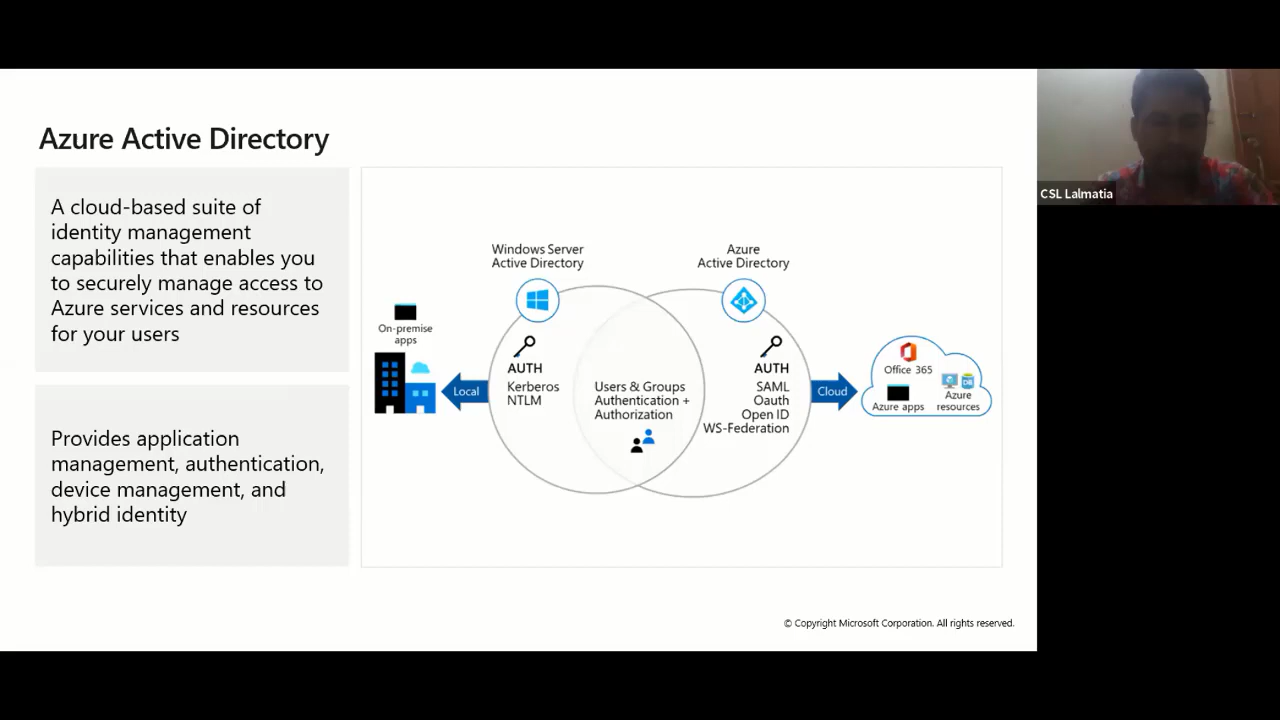 Azure Active Directory
A cloud-based suite of
identity management
capabilities that enables you
to securely manage access to
Azure services and resources
for your users
Provides application
management, authentication,
device management, and
hybrid identity
Windows Server
Active Directory
Azure
Active Directory
On-premise
apps
Local
AUTH
Kerberos
NTLM
Users & Groups
Authentication +
Authorization
AUTH
SAML
Oauth
Open ID
WS-Federation
Cloud
Office 365
Azure apps
Azure
resources
© Copyright Microsoft Corporation. All rights reserved.
CSL Lalmatia